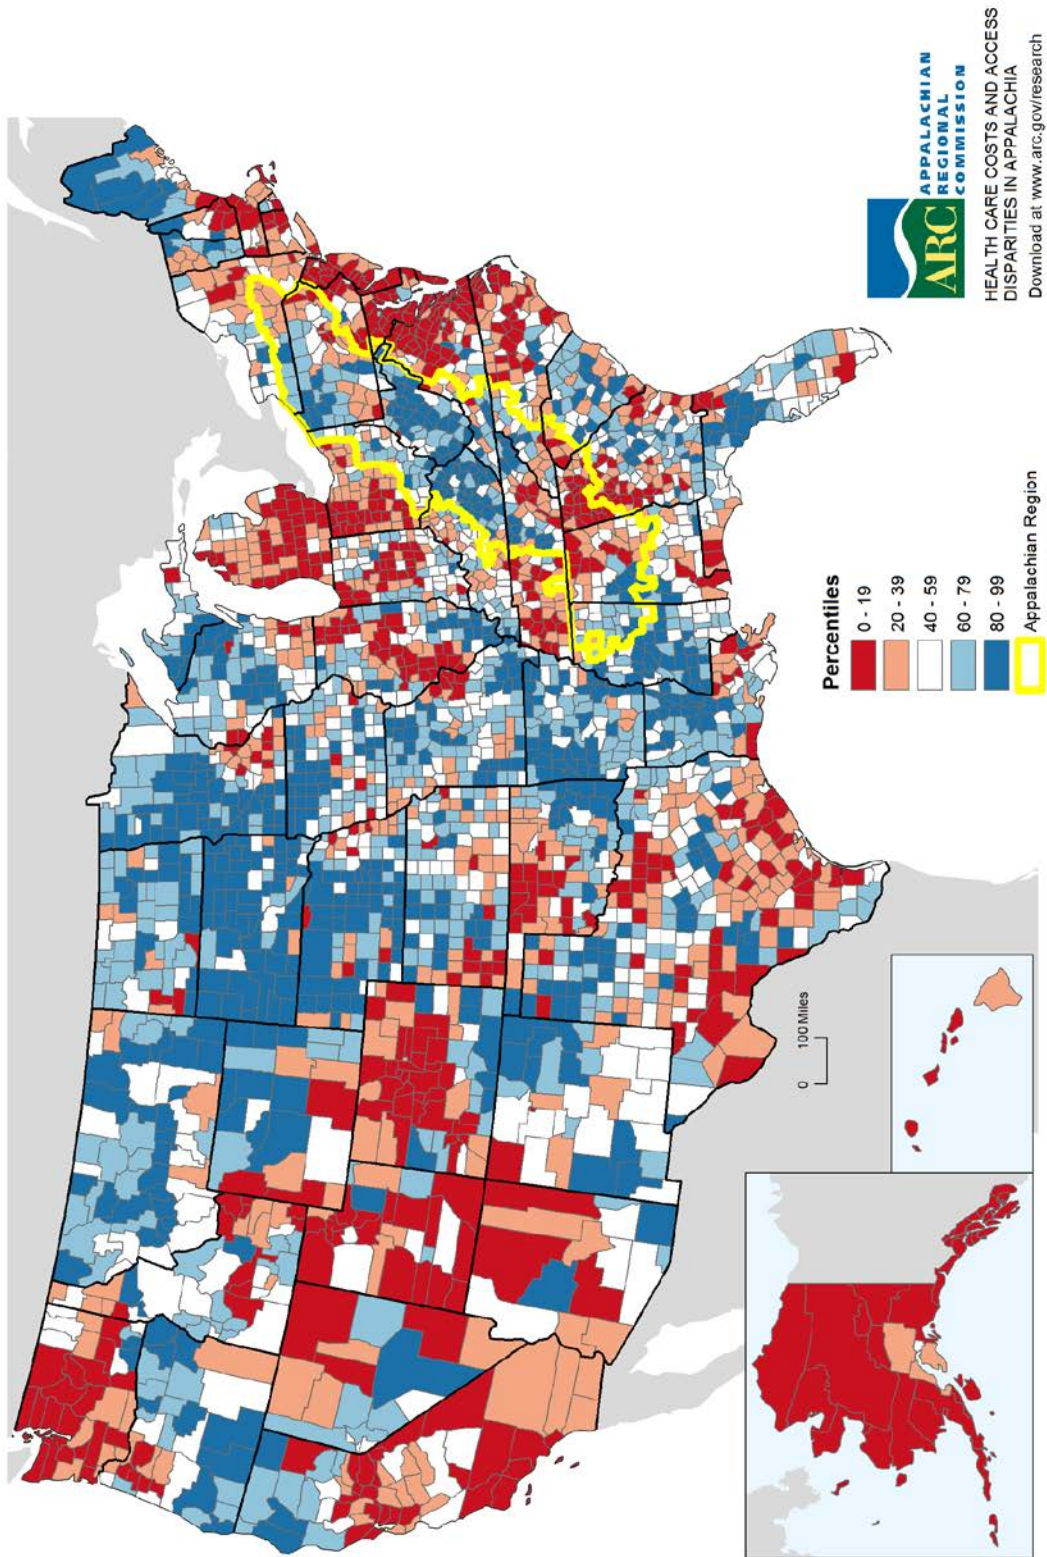 Percentiles
0 - 19
20 - 39
40 - 59
60 - 79
80 - 99
Appalachian Region
0 100 Miles
ARC
APPALACHIAN
REGIONAL
COMMISSION
HEALTH CARE COSTS AND ACCESS
DISPARITIES IN APPALACHIA
Download at www.arc.gov/research